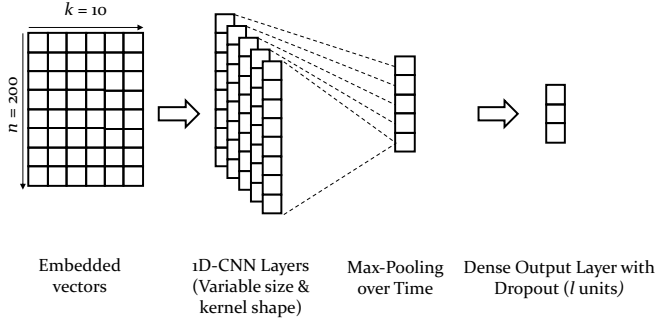 k = 10
n = 200
Embedded
vectors
1D-CNN Layers
(Variable size &
kernel shape)
Max-Pooling
over Time
Dense Output Layer with
Dropout (l units)